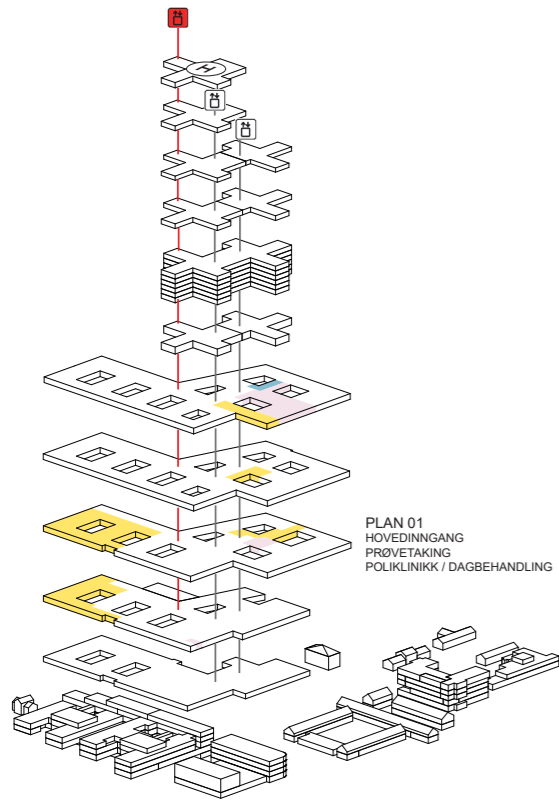 H
PLAN 01
HOVEDINNGANG
PRØVETAKING
POLIKLINIKK / DAGBEHANDLING